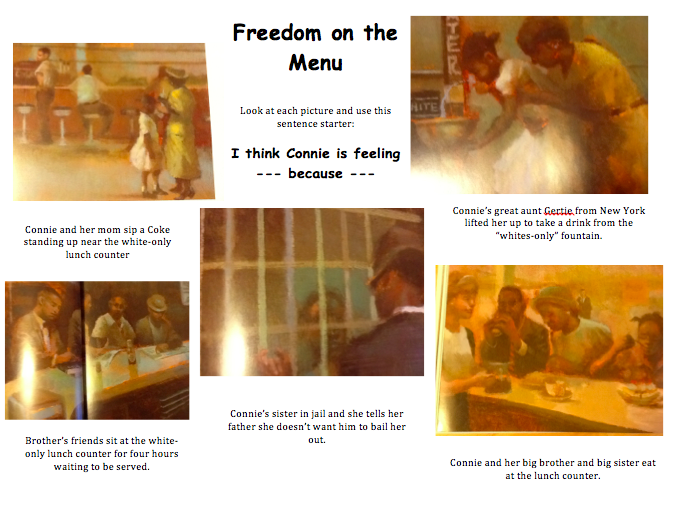 Freedom on the
Menu
Look at each picture and use this
sentence starter:
I think Connie is feeling
--- because ---
Connie and her mom sip a Coke
standing up near the white-only
lunch counter
Connie's great aunt Gertie from New York
lifted her up to take a drink from the
“whites-only” fountain.
Brother's friends sit at the white-
only lunch counter for four hours
waiting to be served.
Connie's sister in jail and she tells her
father she doesn't want him to bail her
out.
Connie and her big brother and big sister eat
at the lunch counter.